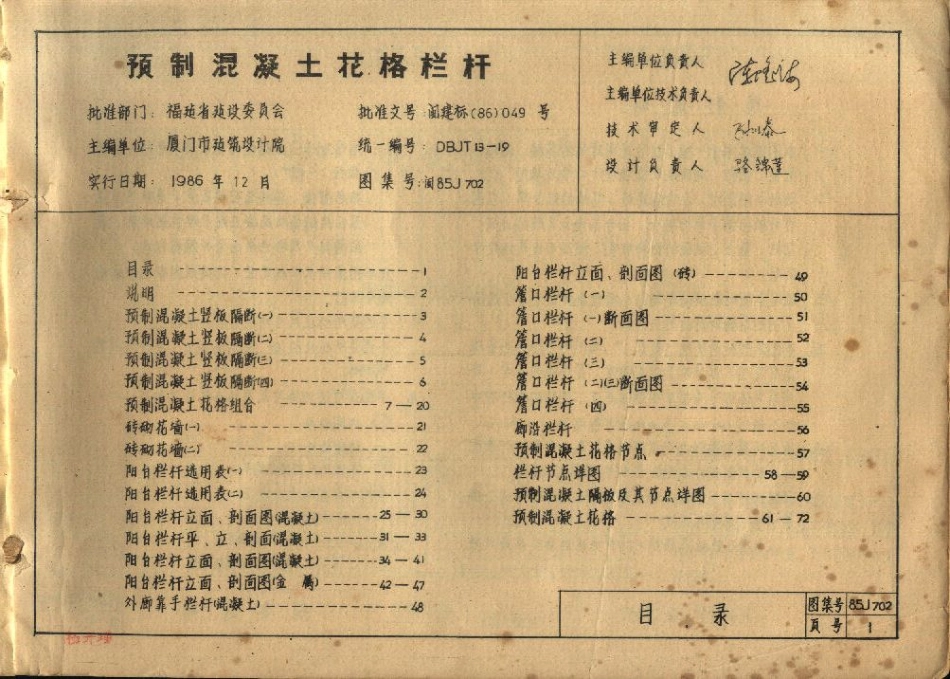 预制混凝土花格栏杆
批准部门：福建省建设委员会
批准文号：闽建标(86)049 号
主编单位：厦门市建筑设计院
统一编号：DBJT13-19
实行日期：1986 年 12 月
图集号：闽85J702
主编单位负责人
主编单位技术负责人
技术审定人
设计负责人 骆锦莲
目录 1
说明 2
预制混凝土竖板隔断(一) 3
预制混凝土竖板隔断(二) 4
预制混凝土竖板隔断(三) 5
预制混凝土竖板隔断(四) 6
预制混凝土花格组合 7—20
砖砌花墙(一) 21
砖砌花墙(二) 22
阳台栏杆选用表(一) 23
阳台栏杆选用表(二) 24
阳台栏杆立面、剖面图(混凝土) 25—30
阳台栏杆平、立、剖面(混凝土) 31—33
阳台栏杆立面、剖面图(混凝土) 34—41
阳台栏杆立面、剖面图(金属) 42—47
外廊靠手栏杆(混凝土) 48
阳台栏杆立面、剖面图(砖) 49
窗口栏杆(一) 50
窗口栏杆(一)断面图 51
窗口栏杆(二) 52
窗口栏杆(三) 53
窗口栏杆(二)(三)断面图 54
窗口栏杆(四) 55
廊沿栏杆 56
预制混凝土花格节点 57
栏杆节点详图 58—59
预制混凝土隔板及其节点详图 60
预制混凝土花格 61—72
目录
图集号 85J702
页号 1